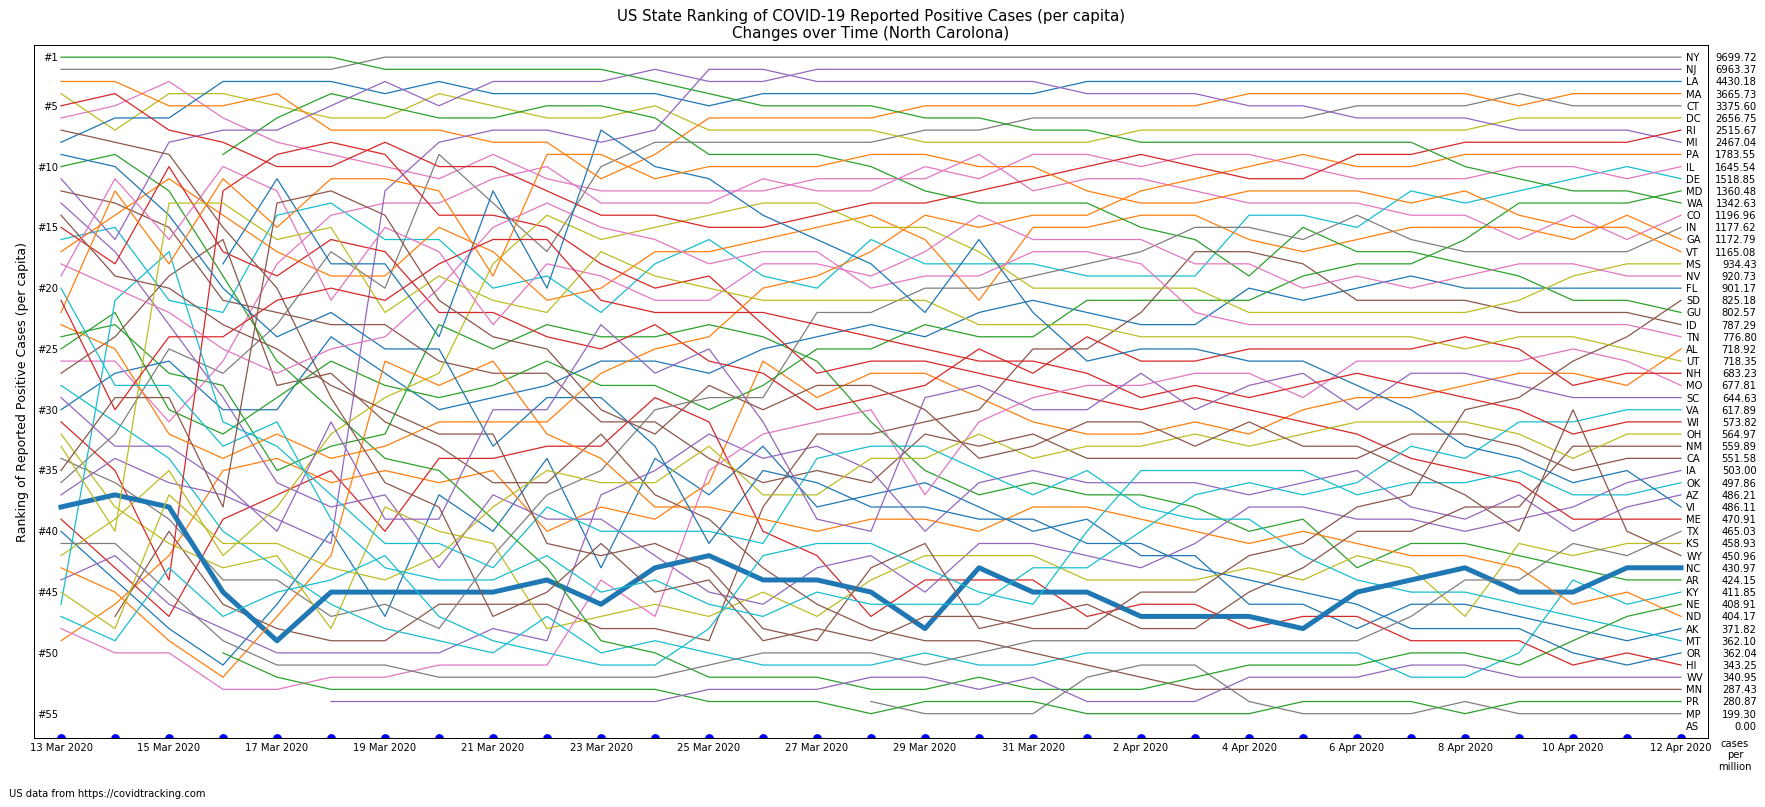 US State Ranking of COVID-19 Reported Positive Cases (per capita)
Changes over Time (North Carolona)
Ranking of Reported Positive Cases (per capita)
#1
#5
#10
#15
#20
#25
#30
#35
#40
#45
#50
#55
NY 9699.72
NJ 6963.37
LA 4430.18
MA 3665.73
CT 3375.60
DC 2656.75
RI 2515.67
MI 2467.04
PA 1783.55
IL 1645.54
DE 1518.85
MD 1360.48
WA 1342.63
CO 1196.96
IN 1177.62
GA 1172.79
VT 1165.08
MS 934.43
NV 920.73
FL 901.17
SD 825.18
GU 802.57
ID 787.29
TN 776.80
AL 718.92
UT 718.35
NH 683.23
MO 677.81
SC 644.63
VA 617.89
WI 573.82
OH 564.97
NM 559.89
CA 551.58
IA 503.00
OK 497.86
AZ 486.21
VI 486.11
ME 470.91
TX 465.03
KS 458.93
WY 450.96
NC 430.97
AR 424.15
KY 411.85
NE 408.91
ND 404.17
AK 371.82
MT 362.10
OR 362.04
HI 343.25
WV 340.95
MN 287.43
PR 280.87
MP 199.30
AS 0.00
13 Mar 2020 15 Mar 2020 17 Mar 2020 19 Mar 2020 21 Mar 2020 23 Mar 2020 25 Mar 2020 27 Mar 2020 29 Mar 2020 31 Mar 2020 2 Apr 2020 4 Apr 2020 6 Apr 2020 8 Apr 2020 10 Apr 2020 12 Apr 2020
cases
per
million
US data from https://covidtracking.com